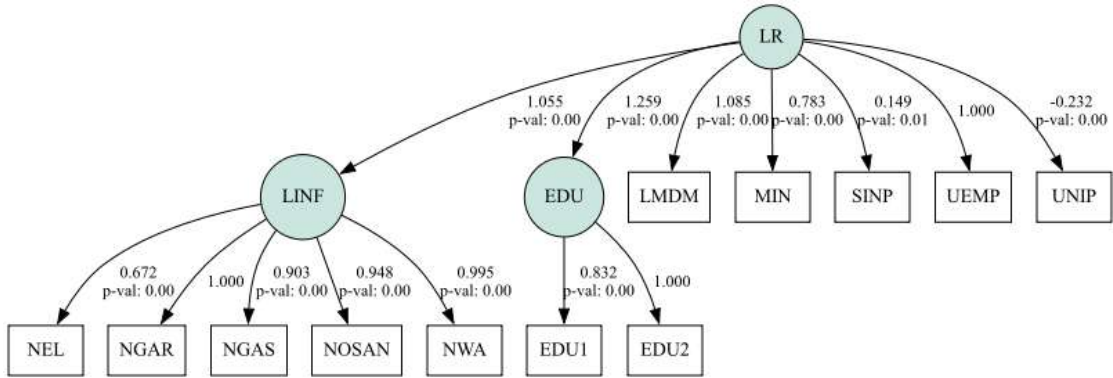 LR
1.055
p-val: 0.00
1.259
p-val: 0.00
1.085
p-val: 0.00
0.783
p-val: 0.00
0.149
p-val: 0.01
1.000
-0.232
p-val: 0.00
LINF
EDU
LMDM
MIN
SINP
UEMP
UNIP
0.672
p-val: 0.00
1.000
0.903
p-val: 0.00
0.948
p-val: 0.00
0.995
p-val: 0.00
0.832
p-val: 0.00
1.000
NEL
NGAR
NGAS
NOSAN
NWA
EDU1
EDU2